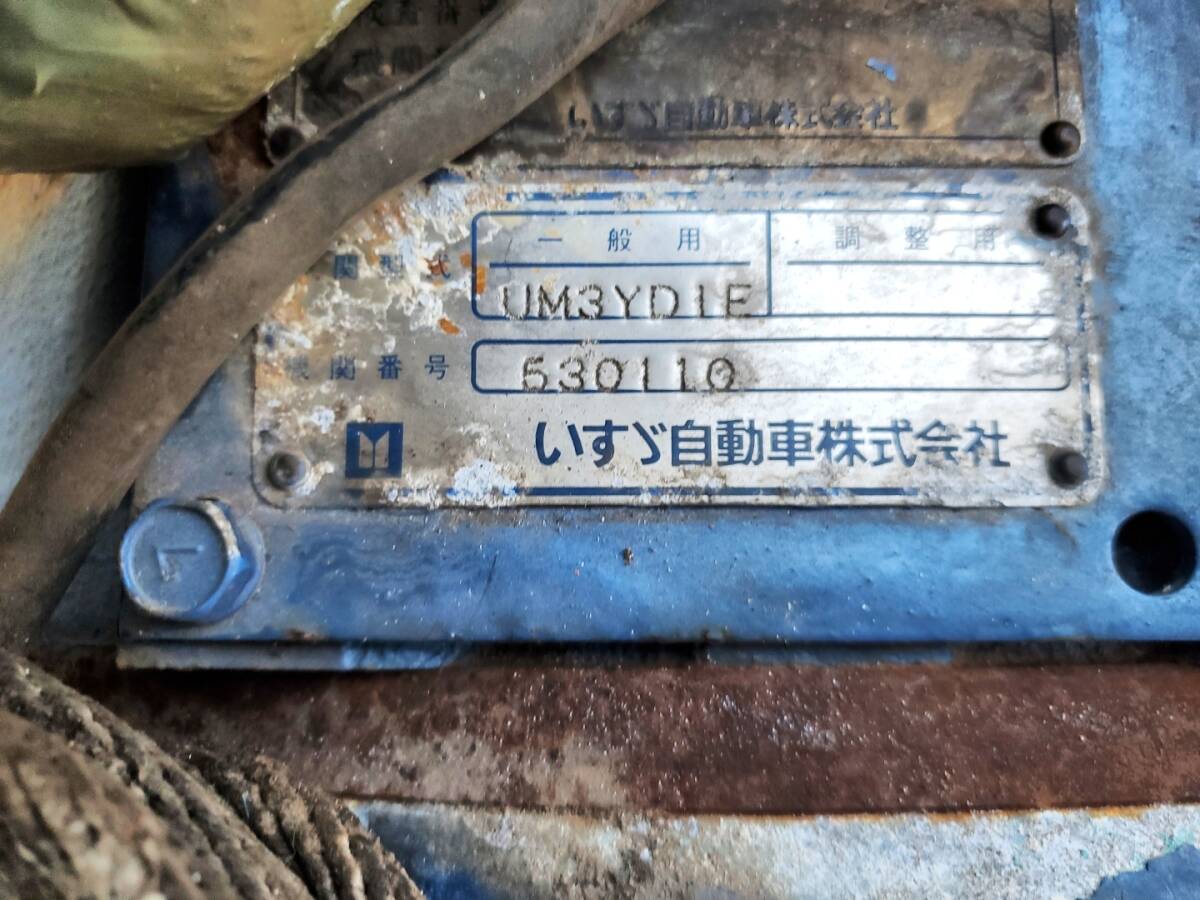 いすゞ自動車株式会社
一般用 調整用
関型式 UM3YD1E
機関番号 630110
いすゞ自動車株式会社
7